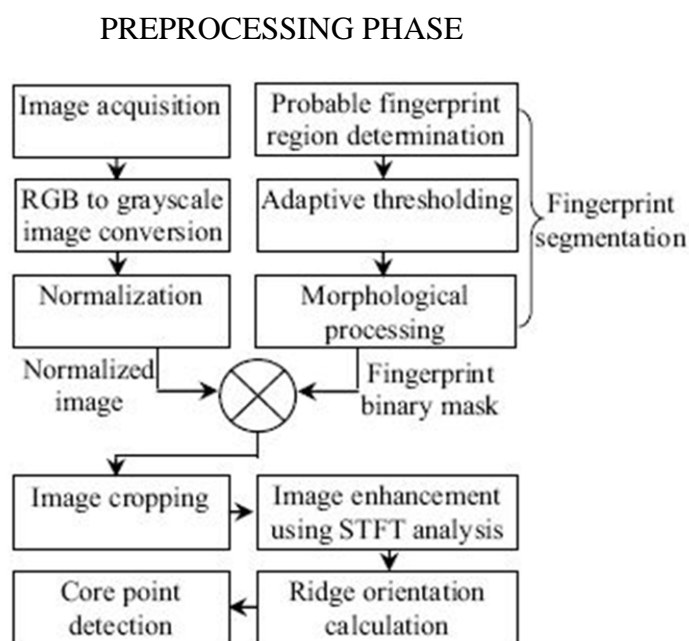 PREPROCESSING PHASE
Image acquisition
RGB to grayscale
image conversion
Normalization
Normalized
image
Probable fingerprint
region determination
Adaptive thresholding
Morphological
processing
Fingerprint
segmentation
Fingerprint
binary mask
Image cropping
Image enhancement
using STFT analysis
Ridge orientation
calculation
Core point
detection